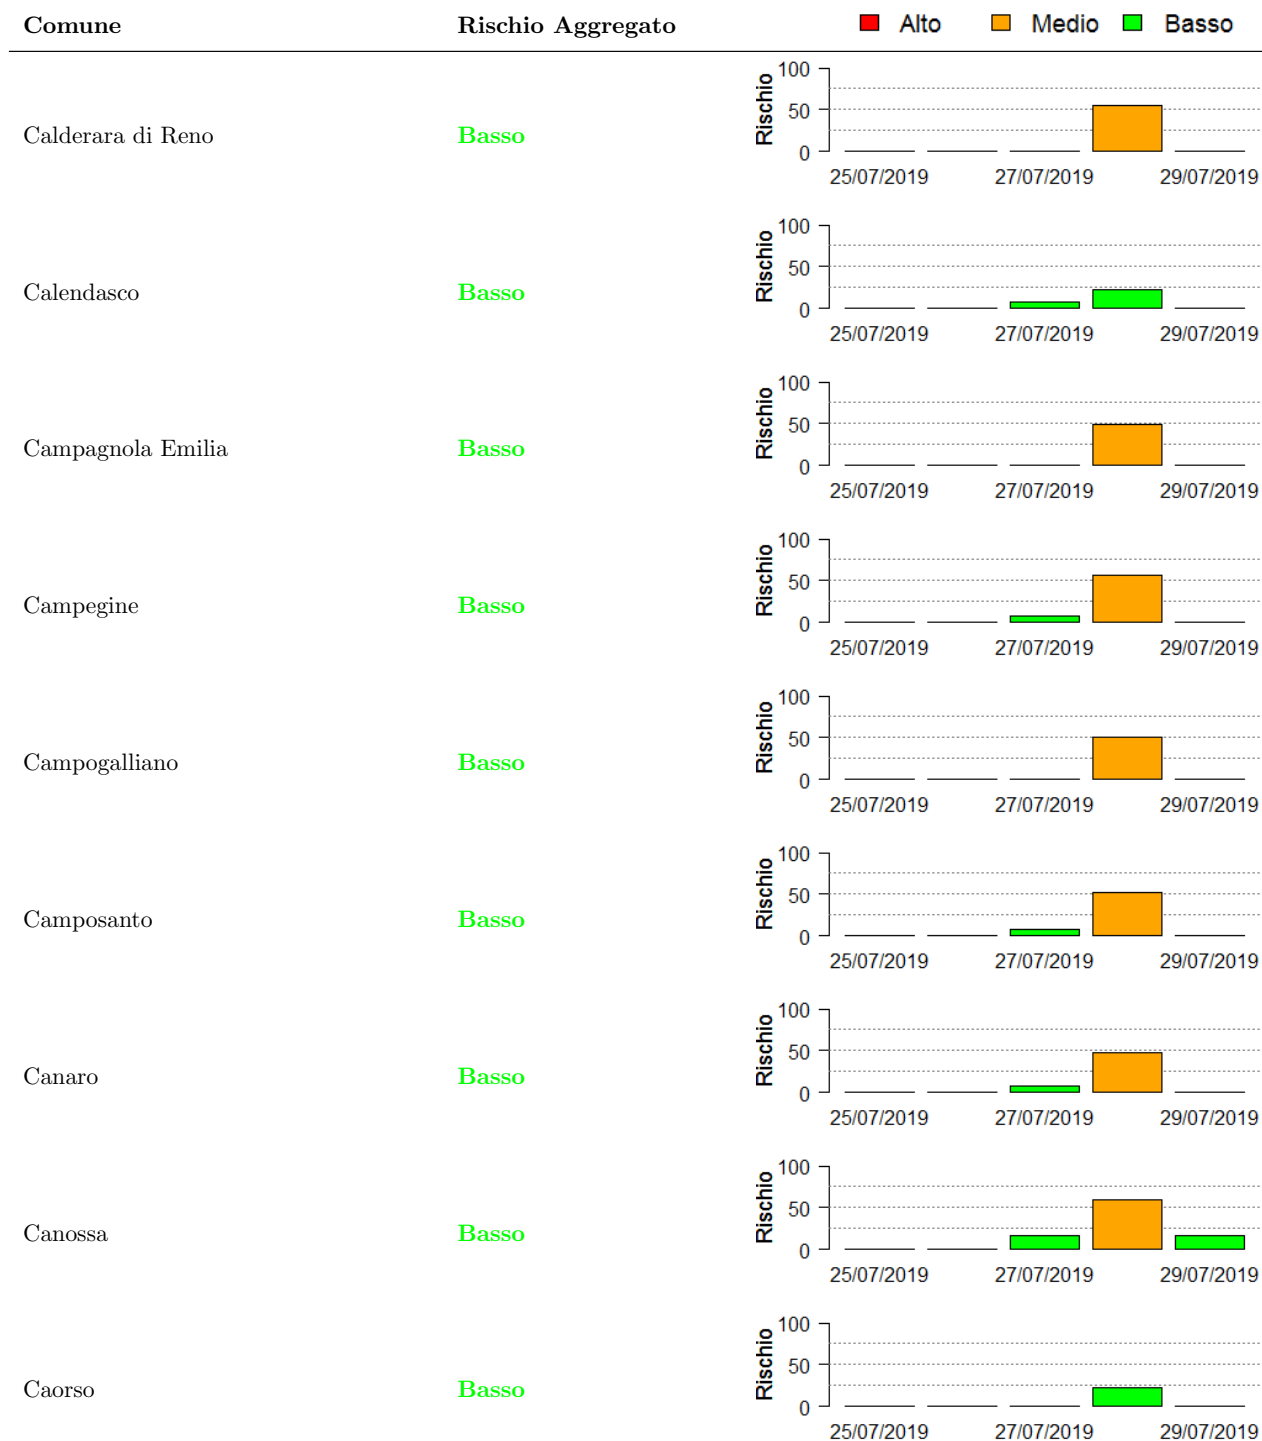 Comune Rischio Aggregato Alto Medio Basso
100
50
0
Rischio
Calderara di Reno Basso
25/07/2019 27/07/2019 29/07/2019
100
50
0
Rischio
Calendasco Basso
25/07/2019 27/07/2019 29/07/2019
100
50
0
Rischio
Campagnola Emilia Basso
25/07/2019 27/07/2019 29/07/2019
100
50
0
Rischio
Campegine Basso
25/07/2019 27/07/2019 29/07/2019
100
50
0
Rischio
Campogalliano Basso
25/07/2019 27/07/2019 29/07/2019
100
50
0
Rischio
Camposanto Basso
25/07/2019 27/07/2019 29/07/2019
100
50
0
Rischio
Canaro Basso
25/07/2019 27/07/2019 29/07/2019
100
50
0
Rischio
Canossa Basso
25/07/2019 27/07/2019 29/07/2019
100
50
0
Rischio
Caorso Basso
25/07/2019 27/07/2019 29/07/2019